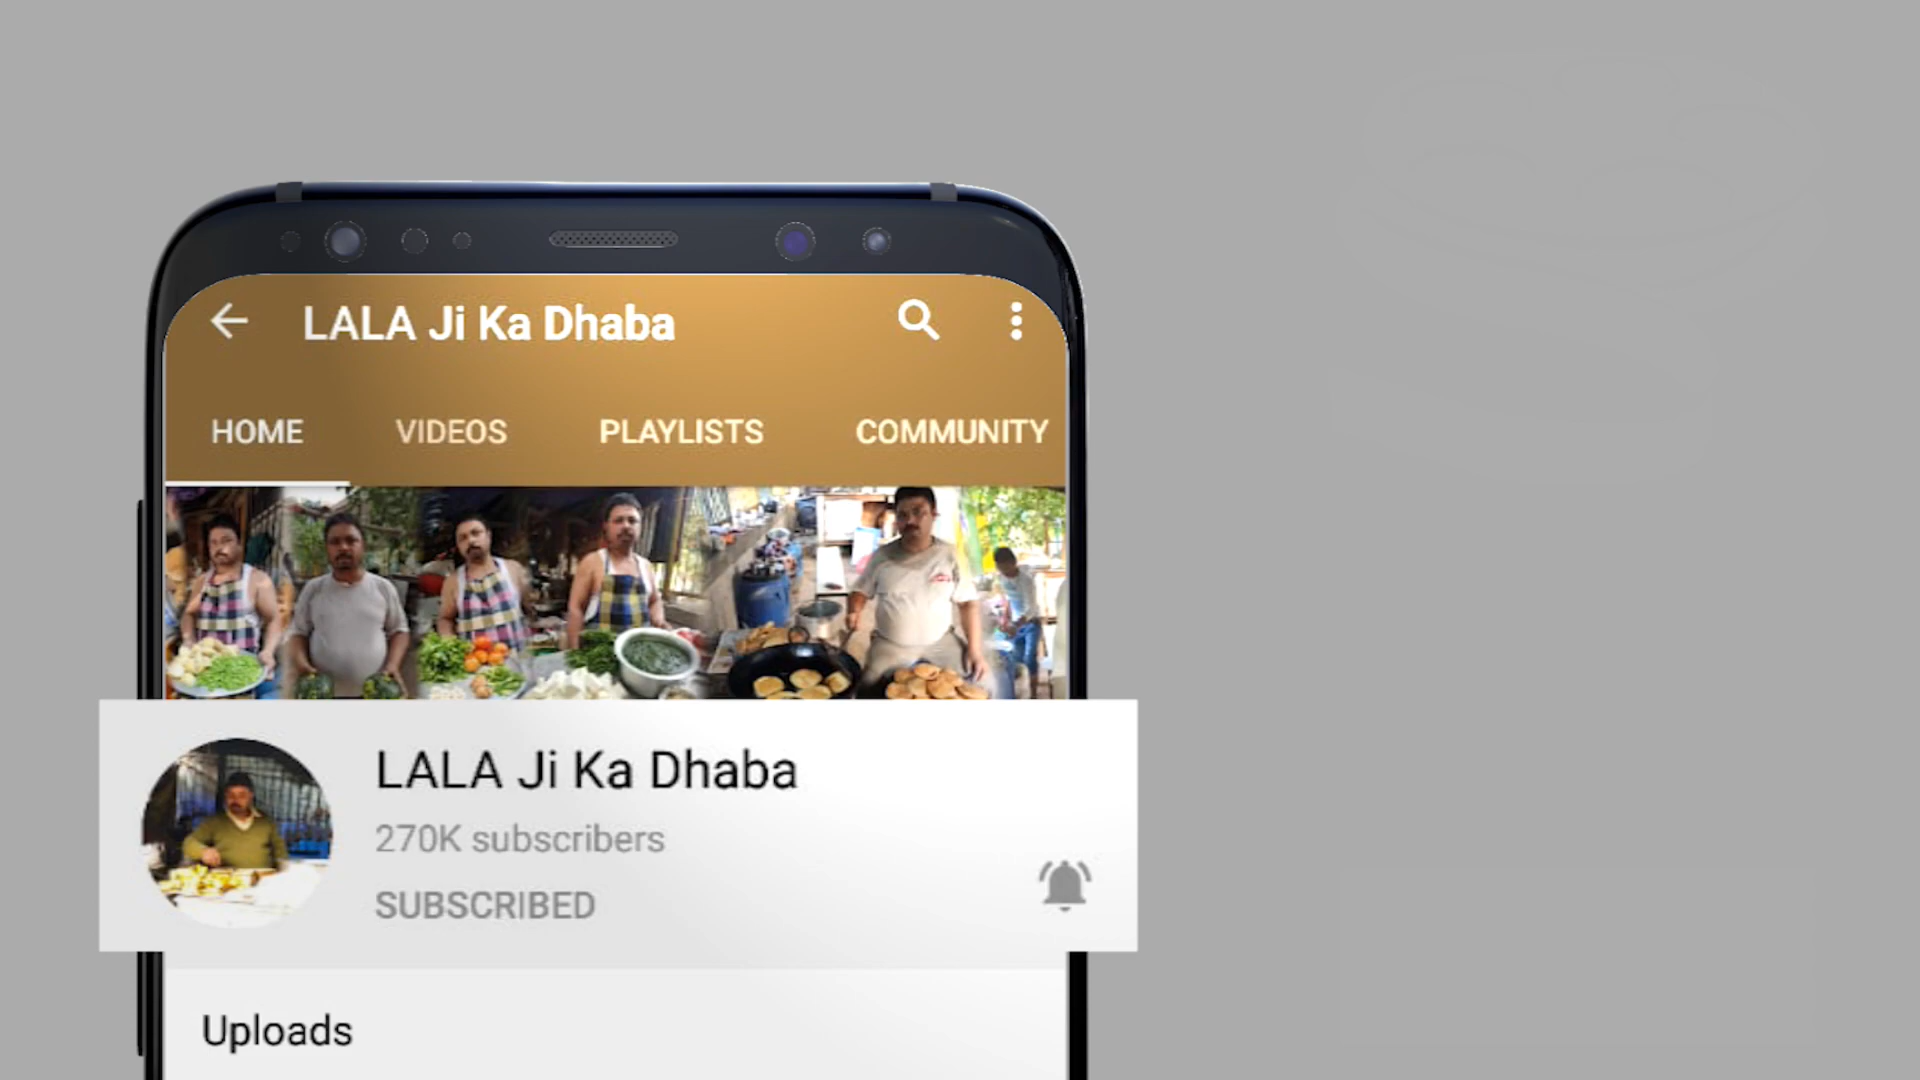 LALA Ji Ka Dhaba
HOME VIDEOS PLAYLISTS COMMUNITY
LALA Ji Ka Dhaba
270K subscribers
SUBSCRIBED
Uploads